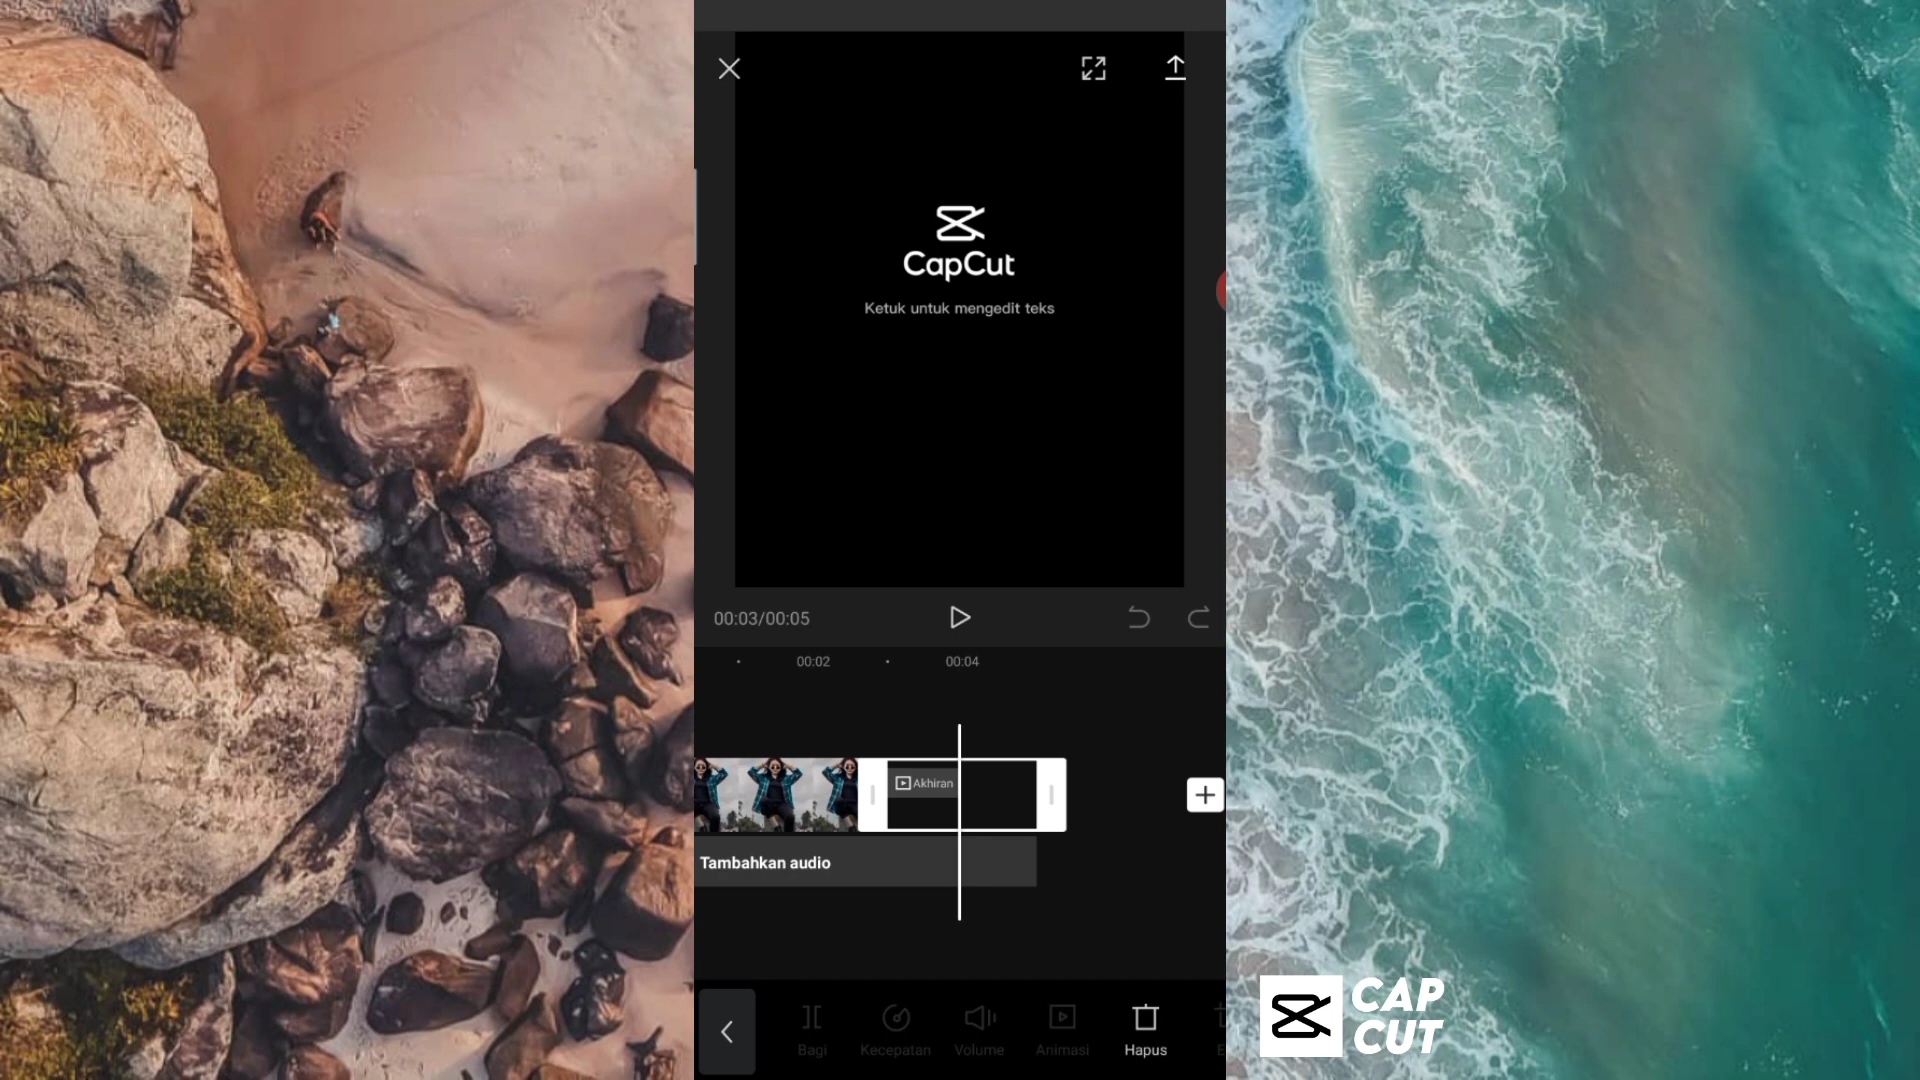 CapCut
Ketuk untuk mengedit teks
00:03/00:05
00:02
00:04
Akhiran
Tambahkan audio
Bagi
Kecepatan
Volume
Animasi
Hapus
CAP
CUT